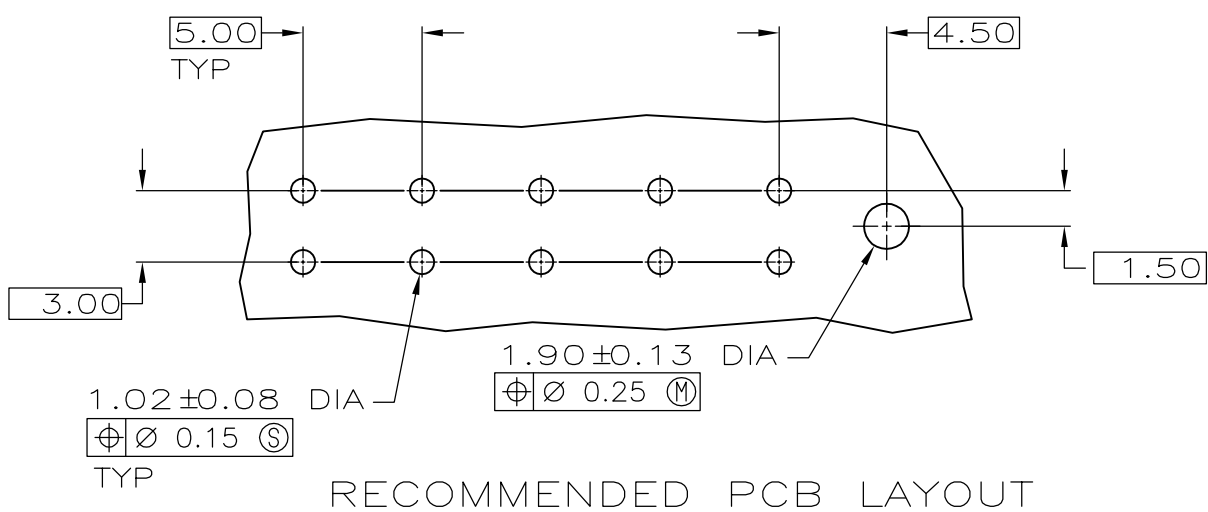 5.00
TYP
4.50
3.00
1.50
1.90±0.13 DIA
⌖ Ø 0.25 Ⓜ
1.02±0.08 DIA
⌖ Ø 0.15 Ⓢ
TYP
RECOMMENDED PCB LAYOUT